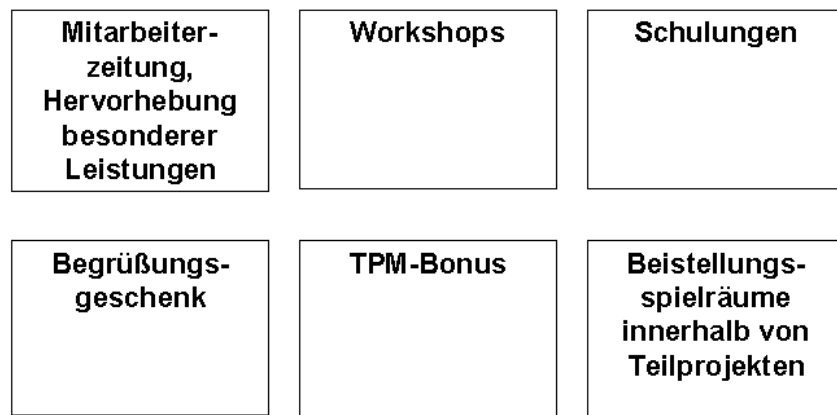 Mitarbeiter-
zeitung,
Hervorhebung
besonderer
Leistungen
Workshops
Schulungen
Begrüßungs-
geschenk
TPM-Bonus
Beistellungs-
spielräume
innerhalb von
Teilprojekten